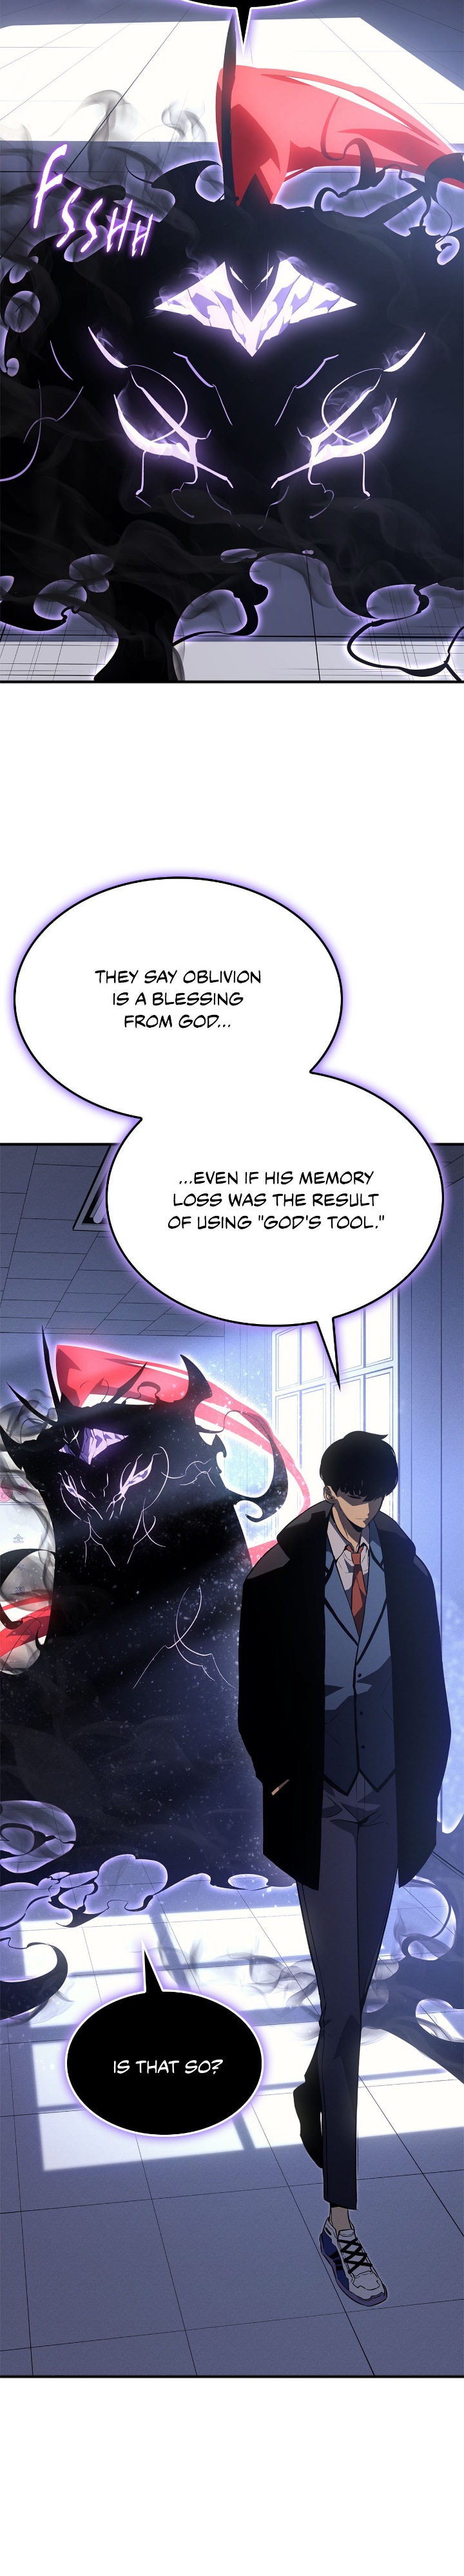 FSSHH
THEY SAY OBLIVION
IS A BLESSING
FROM GOD...
...EVEN IF HIS MEMORY
LOSS WAS THE RESULT
OF USING "GOD'S TOOL."
IS THAT SO?